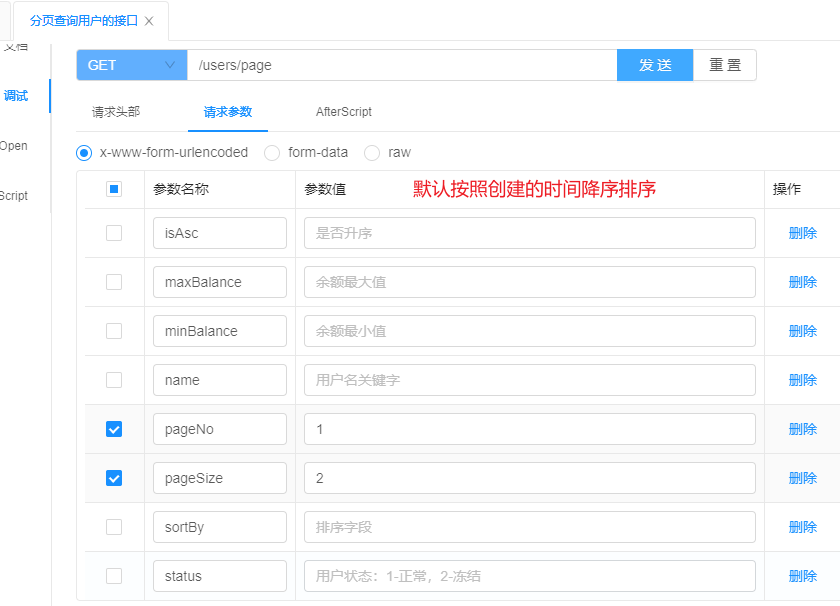 分页查询用户的接口
文档
GET /users/page 发送 重置
调试
请求头部 请求参数 AfterScript
Open
x-www-form-urlencoded form-data raw
Script
参数名称 参数值 默认按照创建的时间降序排序 操作
isAsc 是否升序 删除
maxBalance 余额最大值 删除
minBalance 余额最小值 删除
name 用户名关键字 删除
pageNo 1 删除
pageSize 2 删除
sortBy 排序字段 删除
status 用户状态：1-正常，2-冻结 删除